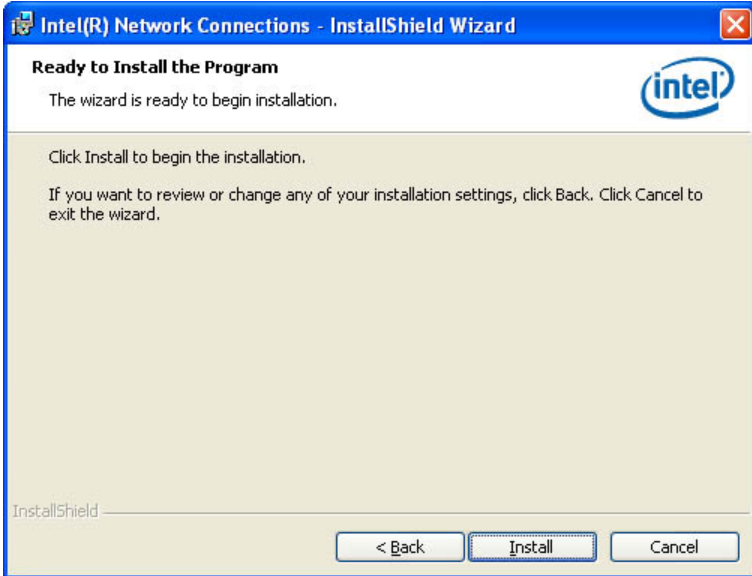 Intel(R) Network Connections - InstallShield Wizard
Ready to Install the Program
The wizard is ready to begin installation.
intel
Click Install to begin the installation.
If you want to review or change any of your installation settings, click Back. Click Cancel to
exit the wizard.
InstallShield
< Back
Install
Cancel